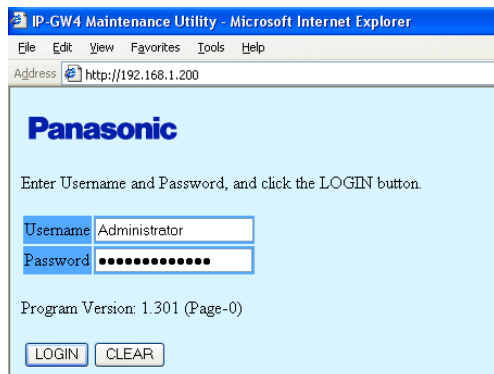 IP-GW4 Maintenance Utility - Microsoft Internet Explorer
File Edit View Favorites Tools Help
Address http://192.168.1.200
Panasonic
Enter Username and Password, and click the LOGIN button.
Username Administrator
Password •••••••••••••
Program Version: 1.301 (Page-0)
LOGIN CLEAR